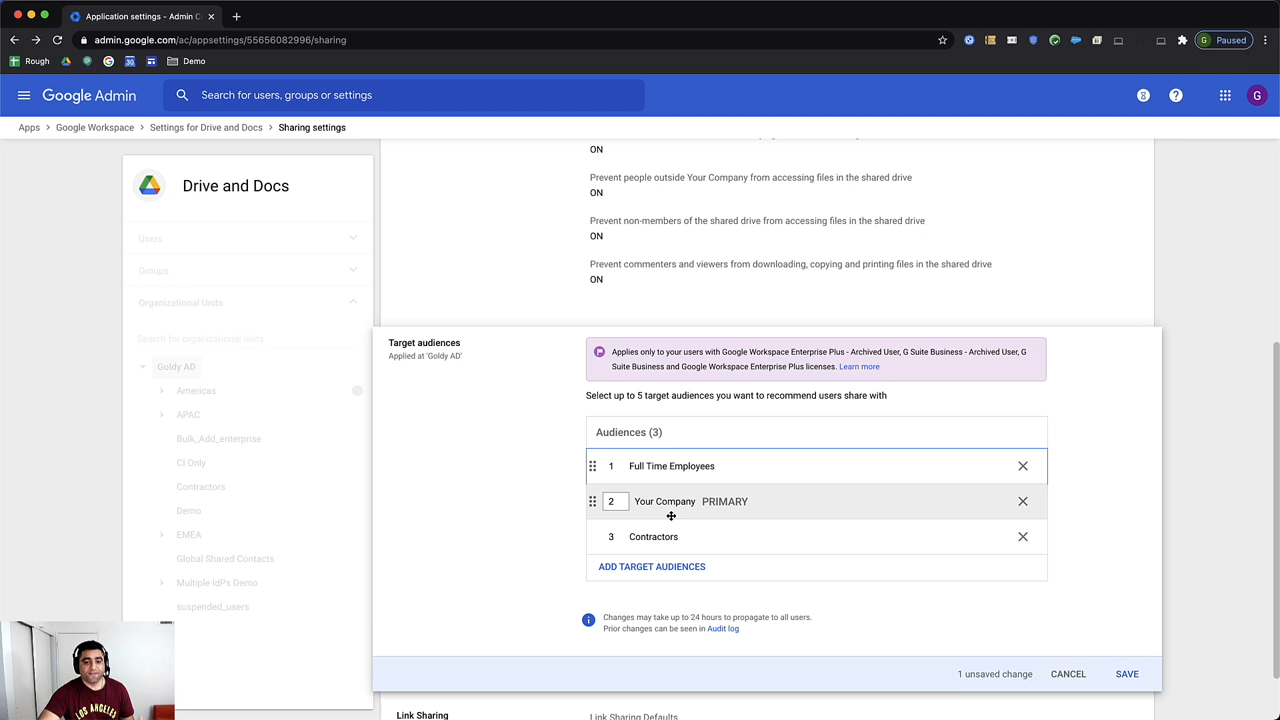 Application settings - Admin C
admin.google.com/ac/appsettings/55656082996/sharing
G Paused
Rough
Demo
Google Admin
Search for users, groups or settings
G
Apps > Google Workspace > Settings for Drive and Docs > Sharing settings
Drive and Docs
Users
Groups
Organizational Units
Search for organizational units
Goldy AD
Americas
APAC
Bulk_Add_enterprise
CI Only
Contractors
Demo
EMEA
Global Shared Contacts
Multiple IdPs Demo
suspended_users
ON
Prevent people outside Your Company from accessing files in the shared drive
ON
Prevent non-members of the shared drive from accessing files in the shared drive
ON
Prevent commenters and viewers from downloading, copying and printing files in the shared drive
ON
Target audiences
Applied at 'Goldy AD'
Applies only to your users with Google Workspace Enterprise Plus - Archived User, G Suite Business - Archived User, G
Suite Business and Google Workspace Enterprise Plus licenses. Learn more
Select up to 5 target audiences you want to recommend users share with
Audiences (3)
1 Full Time Employees
2 Your Company PRIMARY
3 Contractors
ADD TARGET AUDIENCES
Changes may take up to 24 hours to propagate to all users.
Prior changes can be seen in Audit log
1 unsaved change CANCEL SAVE
Link Sharing
Link Sharing Defaults
LOS ANGELES